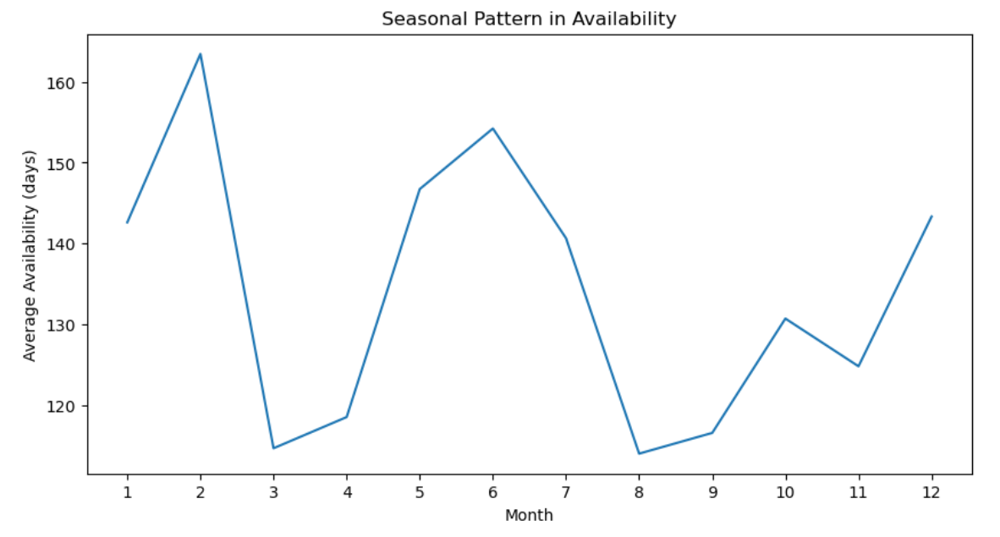 Seasonal Pattern in Availability
Average Availability (days)
160
150
140
130
120
1 2 3 4 5 6 7 8 9 10 11 12
Month